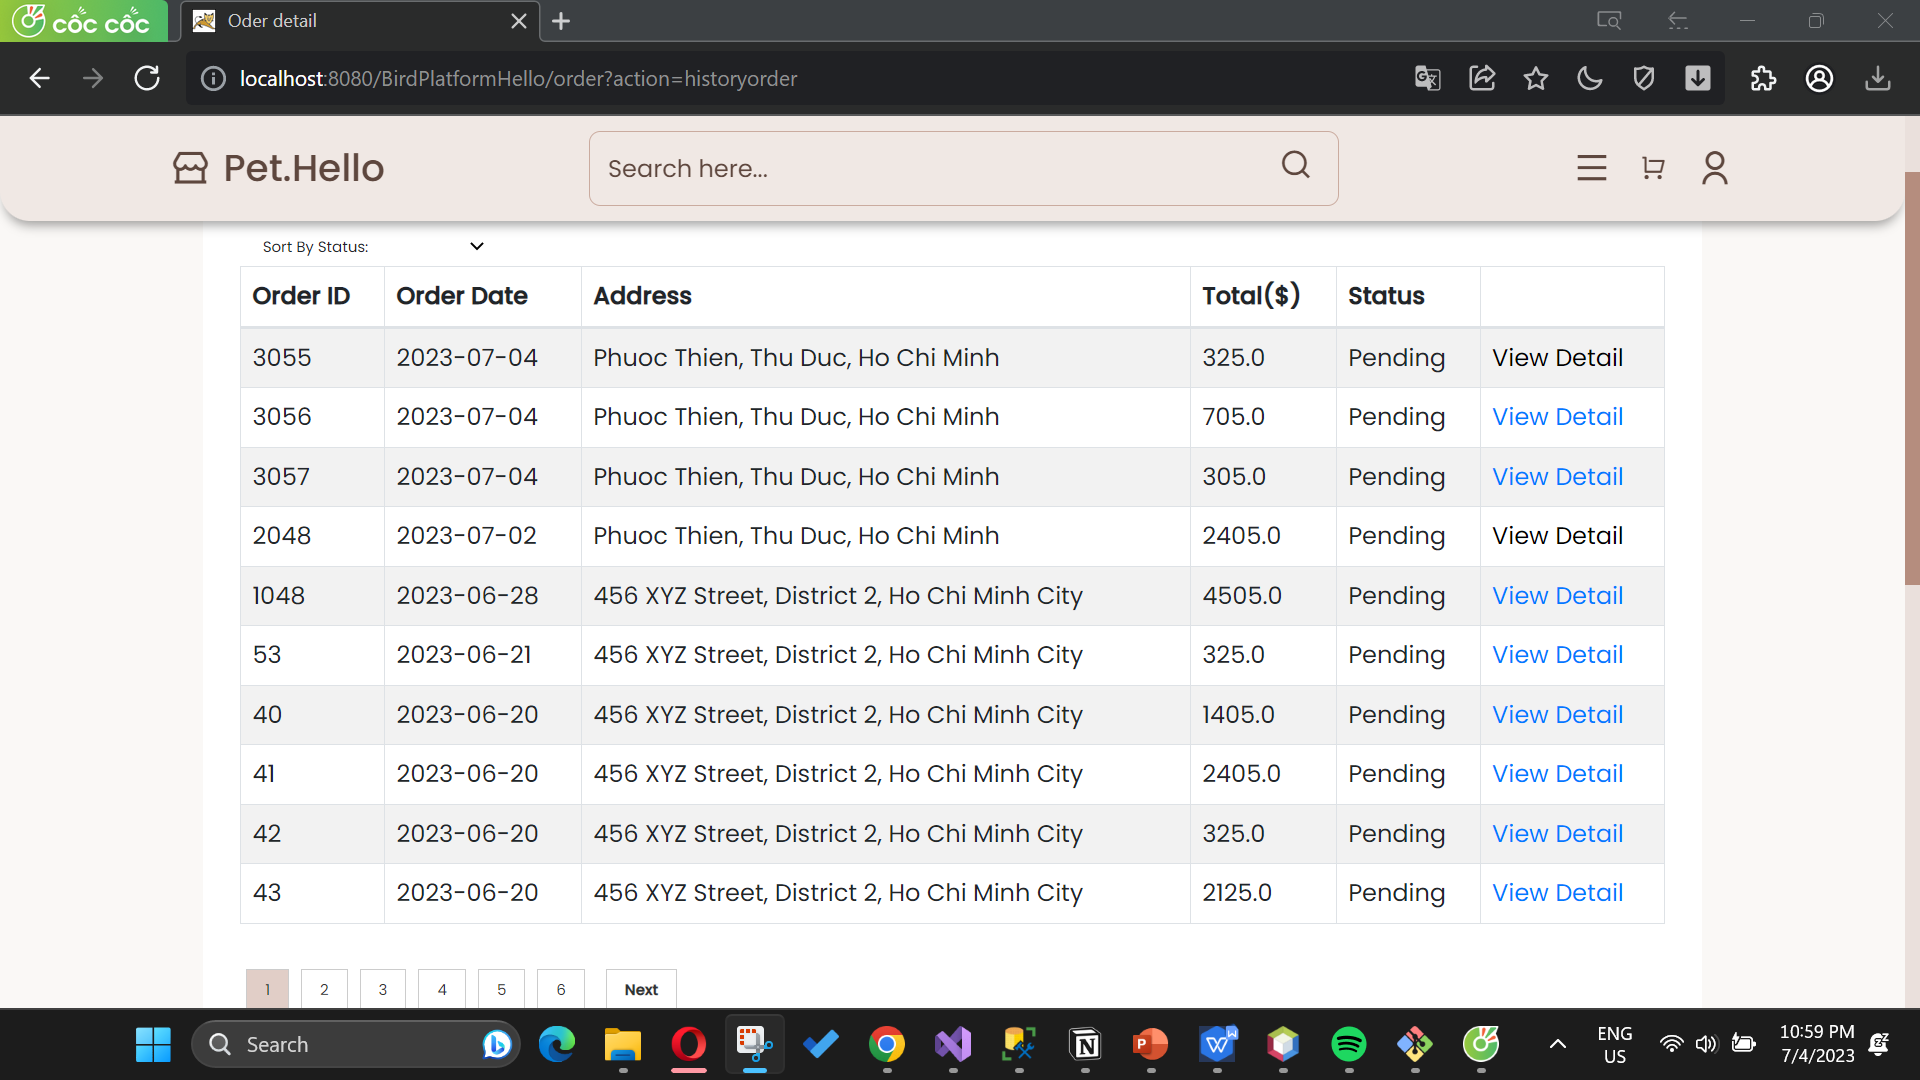 cốc cốc
Oder detail
localhost:8080/BirdPlatformHello/order?action=historyorder
Pet.Hello
Search here...
Sort By Status:
Order ID Order Date Address Total($) Status
3055 2023-07-04 Phuoc Thien, Thu Duc, Ho Chi Minh 325.0 Pending View Detail
3056 2023-07-04 Phuoc Thien, Thu Duc, Ho Chi Minh 705.0 Pending View Detail
3057 2023-07-04 Phuoc Thien, Thu Duc, Ho Chi Minh 305.0 Pending View Detail
2048 2023-07-02 Phuoc Thien, Thu Duc, Ho Chi Minh 2405.0 Pending View Detail
1048 2023-06-28 456 XYZ Street, District 2, Ho Chi Minh City 4505.0 Pending View Detail
53 2023-06-21 456 XYZ Street, District 2, Ho Chi Minh City 325.0 Pending View Detail
40 2023-06-20 456 XYZ Street, District 2, Ho Chi Minh City 1405.0 Pending View Detail
41 2023-06-20 456 XYZ Street, District 2, Ho Chi Minh City 2405.0 Pending View Detail
42 2023-06-20 456 XYZ Street, District 2, Ho Chi Minh City 325.0 Pending View Detail
43 2023-06-20 456 XYZ Street, District 2, Ho Chi Minh City 2125.0 Pending View Detail
1 2 3 4 5 6 Next
Search
ENG
US
10:59 PM
7/4/2023